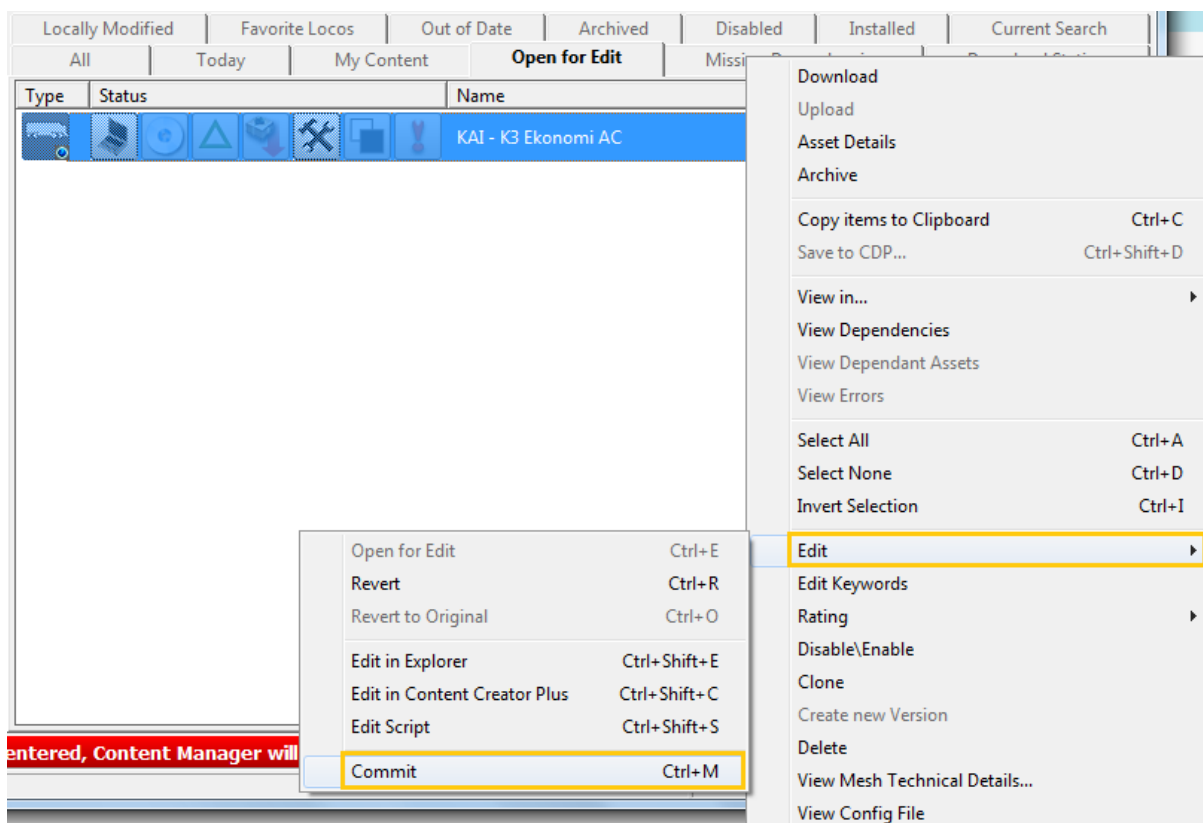 Locally Modified Favorite Locos Out of Date Archived Disabled Installed Current Search
All Today My Content Open for Edit
Type Status Name
KAI - K3 Ekonomi AC
Download
Upload
Asset Details
Archive
Copy items to Clipboard Ctrl+C
Save to CDP... Ctrl+Shift+D
View in...
View Dependencies
View Dependant Assets
View Errors
Select All Ctrl+A
Select None Ctrl+D
Invert Selection Ctrl+I
Edit
Edit Keywords
Rating
Disable\Enable
Clone
Create new Version
Delete
View Mesh Technical Details...
View Config File
Open for Edit Ctrl+E
Revert Ctrl+R
Revert to Original Ctrl+O
Edit in Explorer Ctrl+Shift+E
Edit in Content Creator Plus Ctrl+Shift+C
Edit Script Ctrl+Shift+S
Commit Ctrl+M
entered, Content Manager will